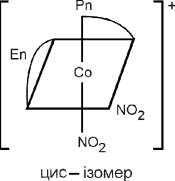 Pn
+
En
Co
NO₂
NO₂
цис – ізомер